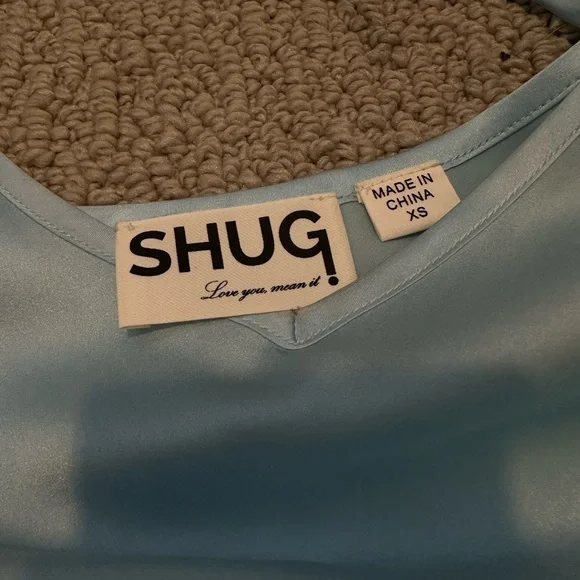 SHUG!
Love you, mean it
MADE IN
CHINA
XS